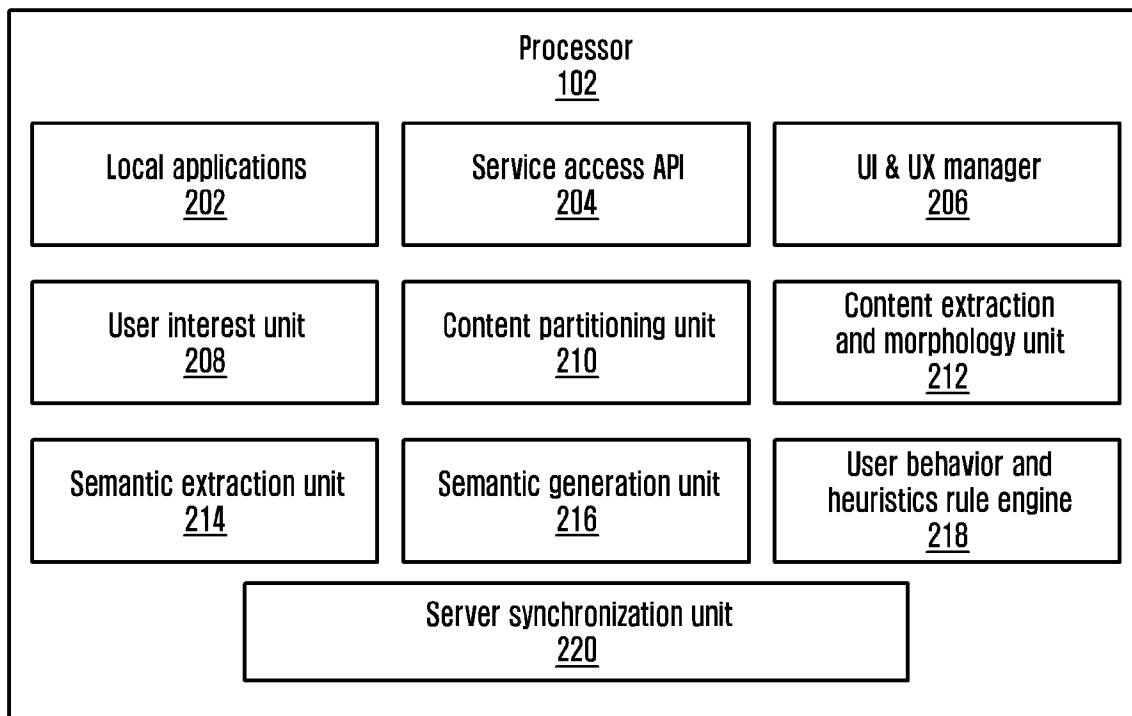 Processor
102
Local applications
202
Service access API
204
UI & UX manager
206
User interest unit
208
Content partitioning unit
210
Content extraction
and morphology unit
212
Semantic extraction unit
214
Semantic generation unit
216
User behavior and
heuristics rule engine
218
Server synchronization unit
220